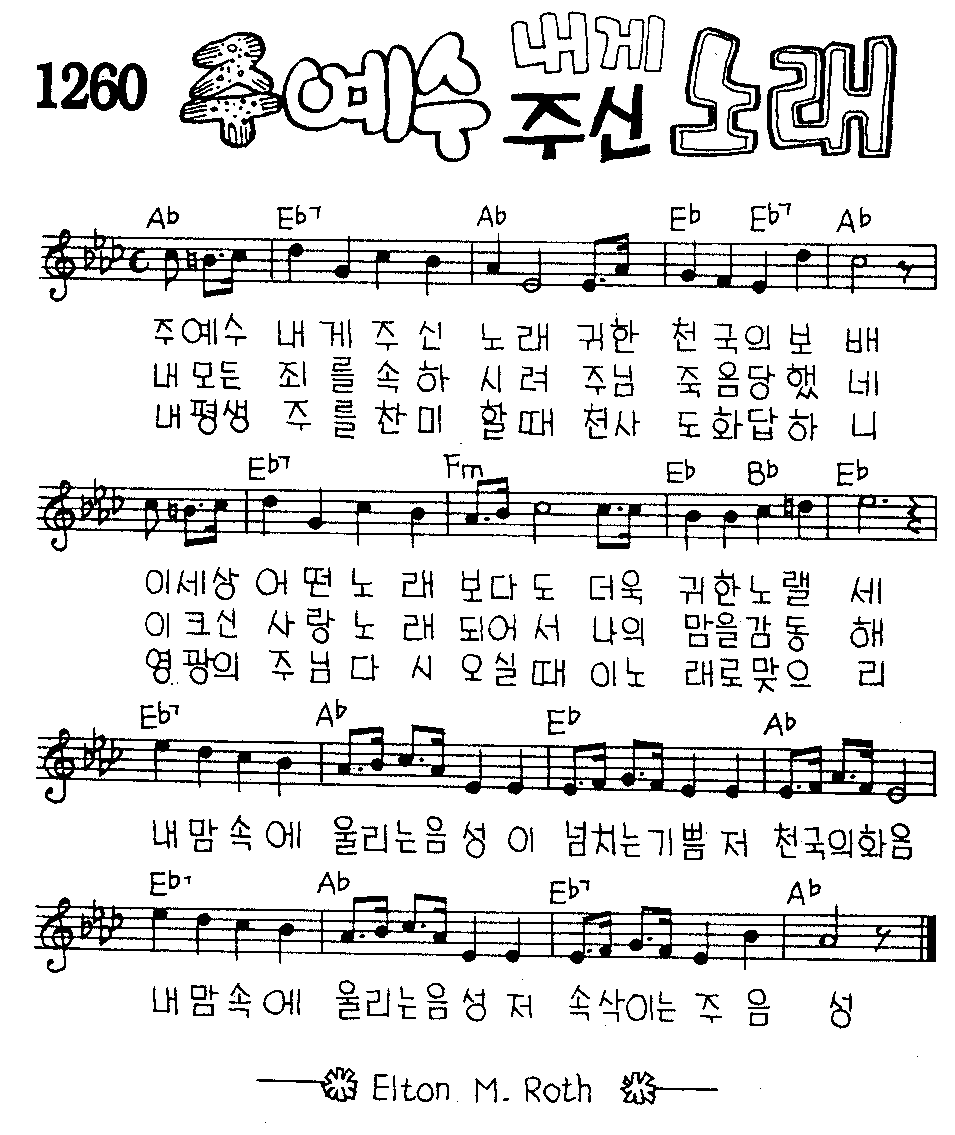 1260 주예수 내게 주신 노래
Ab Eb7 Ab Eb Eb7 Ab
주예수 내게 주신 노래 귀한 천국의 보배
내모든 죄를속하시려 주님 죽음당했네
내평생 주를찬미 할때 천사 도화답하니
Eb7 Fm Eb Bb Eb
이세상 어떤노래 보다도 더욱 귀한노랠세
이크신 사랑노래 되어서 나의 맘을감동해
영광의 주님다시 오실때 이노래로맞으리
Eb7 Ab Eb Ab
내맘속에 울리는음성이 넘치는기쁨저 천국의화음
Eb7 Ab Eb7 Ab
내맘속에 울리는음성저 속삭이는주음성
Elton M. Roth